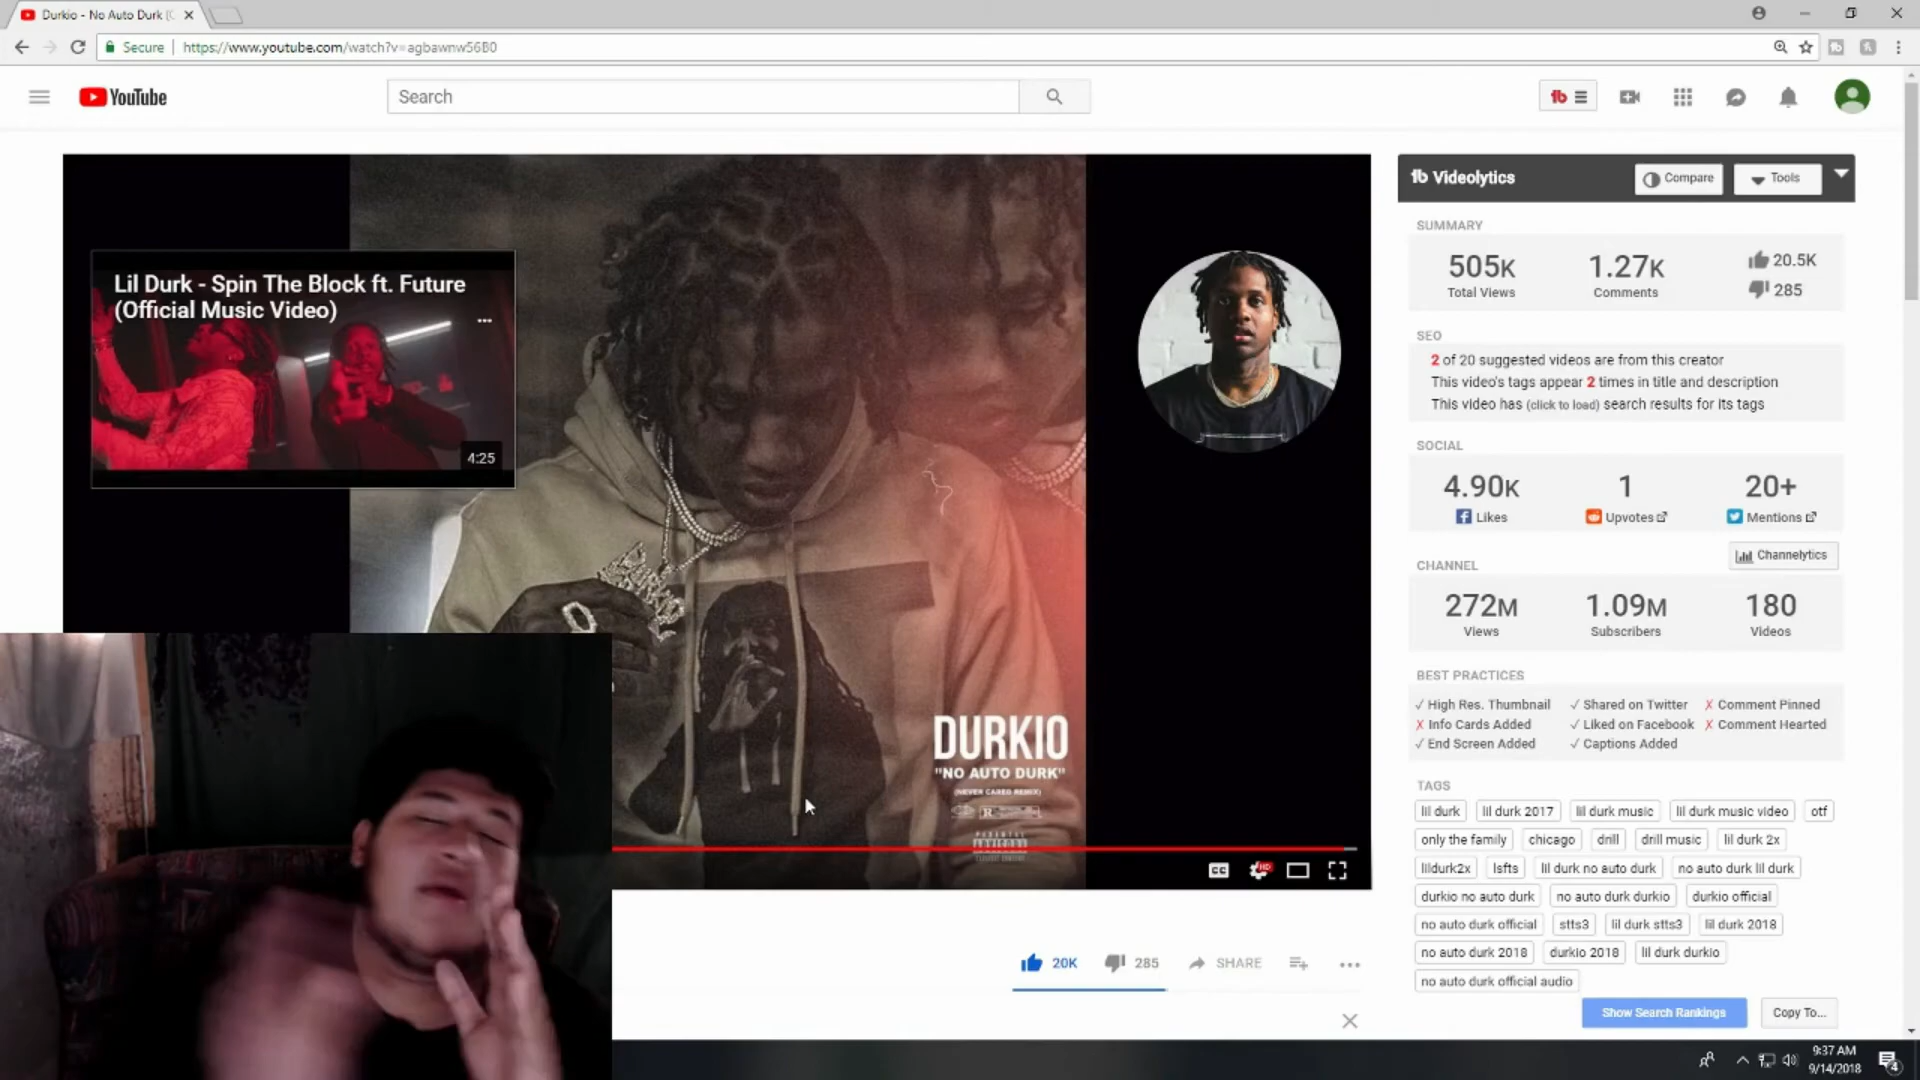 Durkio - No Auto Durk [O
Secure
https://www.youtube.com/watch?v=agbawnw56B0
YouTube
Search
Lil Durk - Spin The Block ft. Future
(Official Music Video)
4:25
DURKIO
"NO AUTO DURK"
(NEVER CARED REMIX)
CC
HD
20K
285
SHARE
Videolytics
Compare
Tools
SUMMARY
505K
Total Views
1.27K
Comments
20.5K
285
SEO
2 of 20 suggested videos are from this creator
This video's tags appear 2 times in title and description
This video has (click to load) search results for its tags
SOCIAL
4.90K
Likes
1
Upvotes
20+
Mentions
Channelytics
CHANNEL
272M
Views
1.09M
Subscribers
180
Videos
BEST PRACTICES
✓ High Res. Thumbnail ✓ Shared on Twitter ✗ Comment Pinned
✗ Info Cards Added ✓ Liked on Facebook ✗ Comment Hearted
✓ End Screen Added ✓ Captions Added
TAGS
lil durk lil durk 2017 lil durk music lil durk music video otf
only the family chicago drill drill music lil durk 2x
lildurk2x lsfts lil durk no auto durk no auto durk lil durk
durkio no auto durk no auto durk durkio durkio official
no auto durk official stts3 lil durk stts3 lil durk 2018
no auto durk 2018 durkio 2018 lil durk durkio
no auto durk official audio
Show Search Rankings
Copy To...
9:37 AM
9/14/2018
4